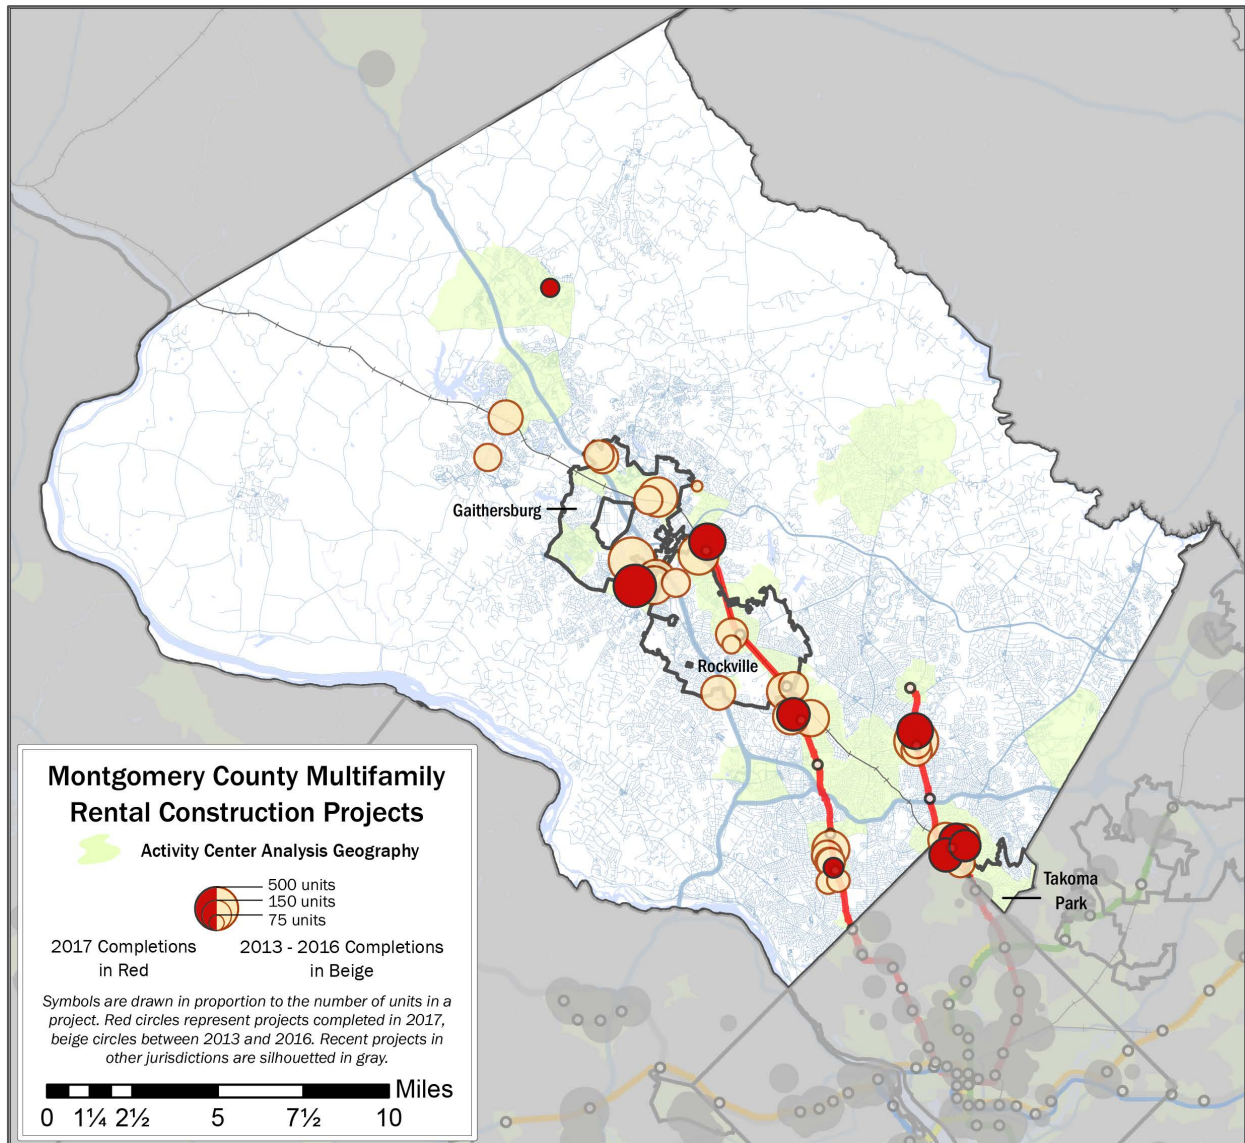 Gaithersburg
Rockville
Takoma
Park
Montgomery County Multifamily
Rental Construction Projects
Activity Center Analysis Geography
500 units
150 units
75 units
2017 Completions
in Red
2013 - 2016 Completions
in Beige
Symbols are drawn in proportion to the number of units in a
project. Red circles represent projects completed in 2017,
beige circles between 2013 and 2016. Recent projects in
other jurisdictions are silhouetted in gray.
Miles
0 1¼ 2½ 5 7½ 10